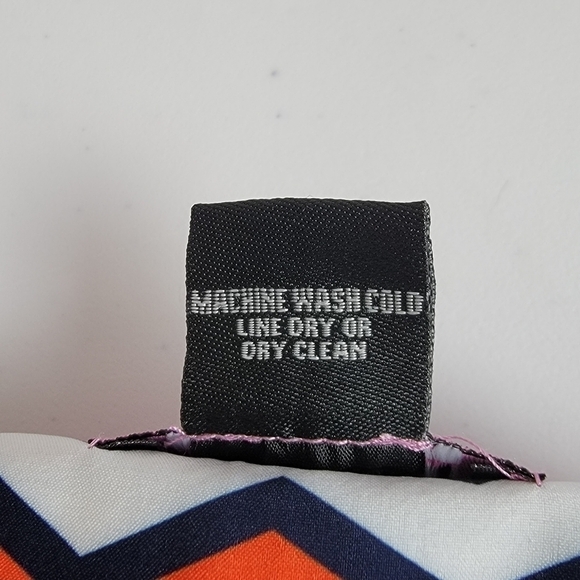 MACHINE WASH COLD
LINE DRY OR
DRY CLEAN